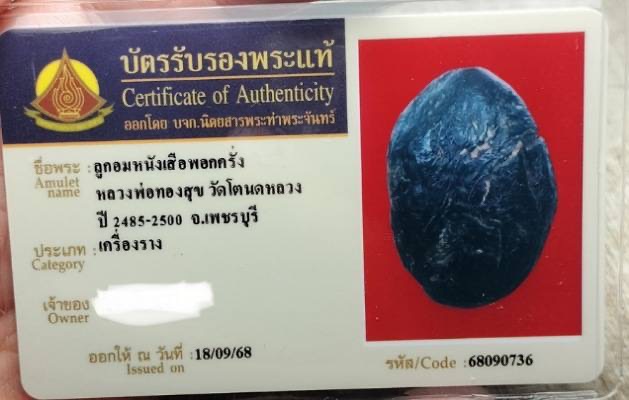 บัตรรับรองพระแท้
Certificate of Authenticity
ออกโดย บจก.นิตยสารพระท่าพระจันทร์
ชื่อพระ : ลูกอมหนังเสือพอกครั่ง
Amulet name
หลวงพ่อทองสุข วัดโตนดหลวง
ปี 2485-2500 จ.เพชรบุรี
ประเภท : เครื่องราง
Category
เจ้าของ
Owner
ออกให้ ณ วันที่ : 18/09/68
Issued on
รหัส/Code : 68090736